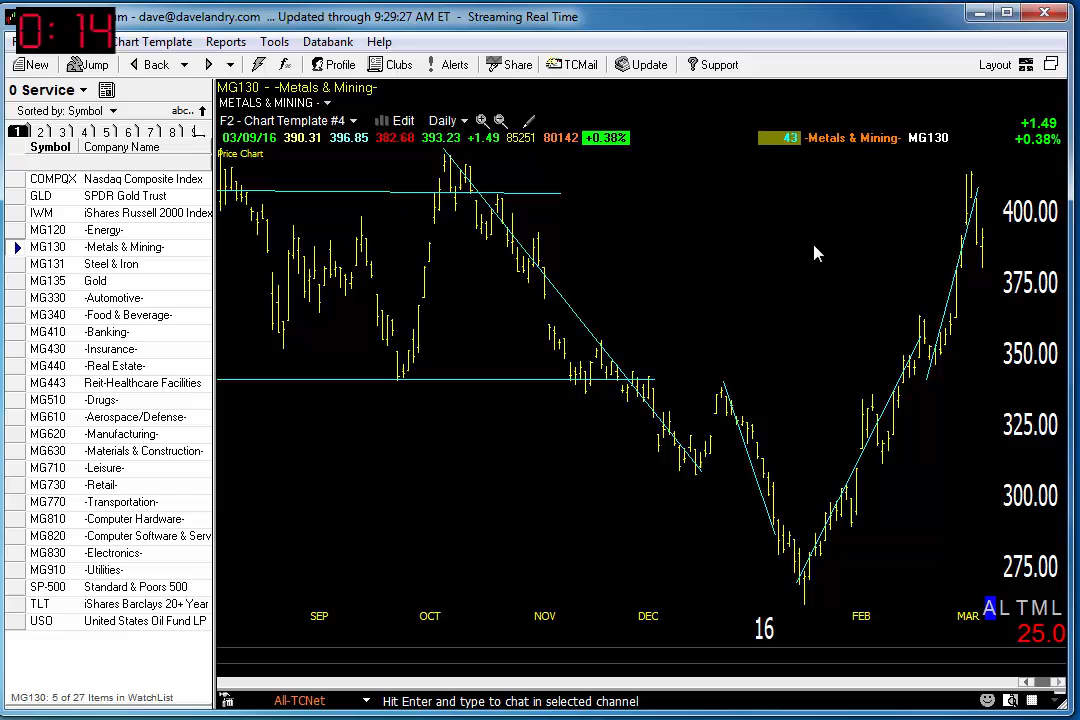 0:14
um - dave@davelandry.com ... Updated through 9:29:27 AM ET - Streaming Real Time
Chart Template Reports Tools Databank Help
New Jump Back Profile Clubs Alerts Share TCMail Update Support Layout
0 Service
Sorted by: Symbol abc..
1 2 3 4 5 6 7 8
Symbol Company Name
COMPQX Nasdaq Composite Index
GLD SPDR Gold Trust
IWM iShares Russell 2000 Index
MG120 -Energy-
MG130 -Metals & Mining-
MG131 Steel & Iron
MG135 Gold
MG330 -Automotive-
MG340 -Food & Beverage-
MG410 -Banking-
MG430 -Insurance-
MG440 -Real Estate-
MG443 Reit-Healthcare Facilities
MG510 -Drugs-
MG610 -Aerospace/Defense-
MG620 -Manufacturing-
MG630 -Materials & Construction-
MG710 -Leisure-
MG730 -Retail-
MG770 -Transportation-
MG810 -Computer Hardware-
MG820 -Computer Software & Serv
MG830 -Electronics-
MG910 -Utilities-
SP-500 Standard & Poors 500
TLT iShares Barclays 20+ Year
USO United States Oil Fund LP
MG130: 5 of 27 Items in WatchList
MG130 - -Metals & Mining-
METALS & MINING -
F2 - Chart Template #4 Edit Daily
03/09/16 390.31 396.85 382.68 393.23 +1.49 85251 80142 +0.38% 43 -Metals & Mining- MG130
+1.49
+0.38%
Price Chart
400.00
375.00
350.00
325.00
300.00
275.00
SEP OCT NOV DEC 16 FEB MAR
A L T M L
25.0
All-TCNet Hit Enter and type to chat in selected channel